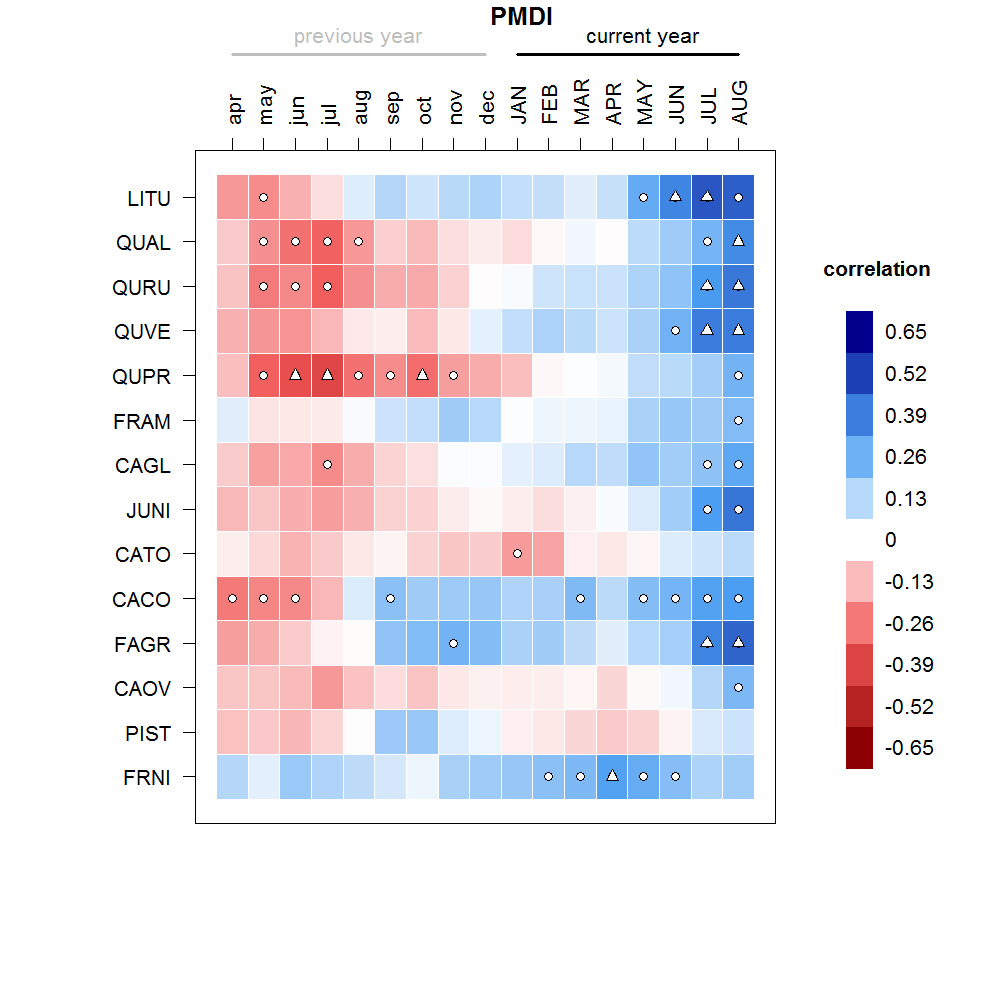 PMDI
previous year current year
apr may jun jul aug sep oct nov dec JAN FEB MAR APR MAY JUN JUL AUG
LITU
QUAL
QURU
QUVE
QUPR
FRAM
CAGL
JUNI
CATO
CACO
FAGR
CAOV
PIST
FRNI
correlation
0.65
0.52
0.39
0.26
0.13
0
-0.13
-0.26
-0.39
-0.52
-0.65